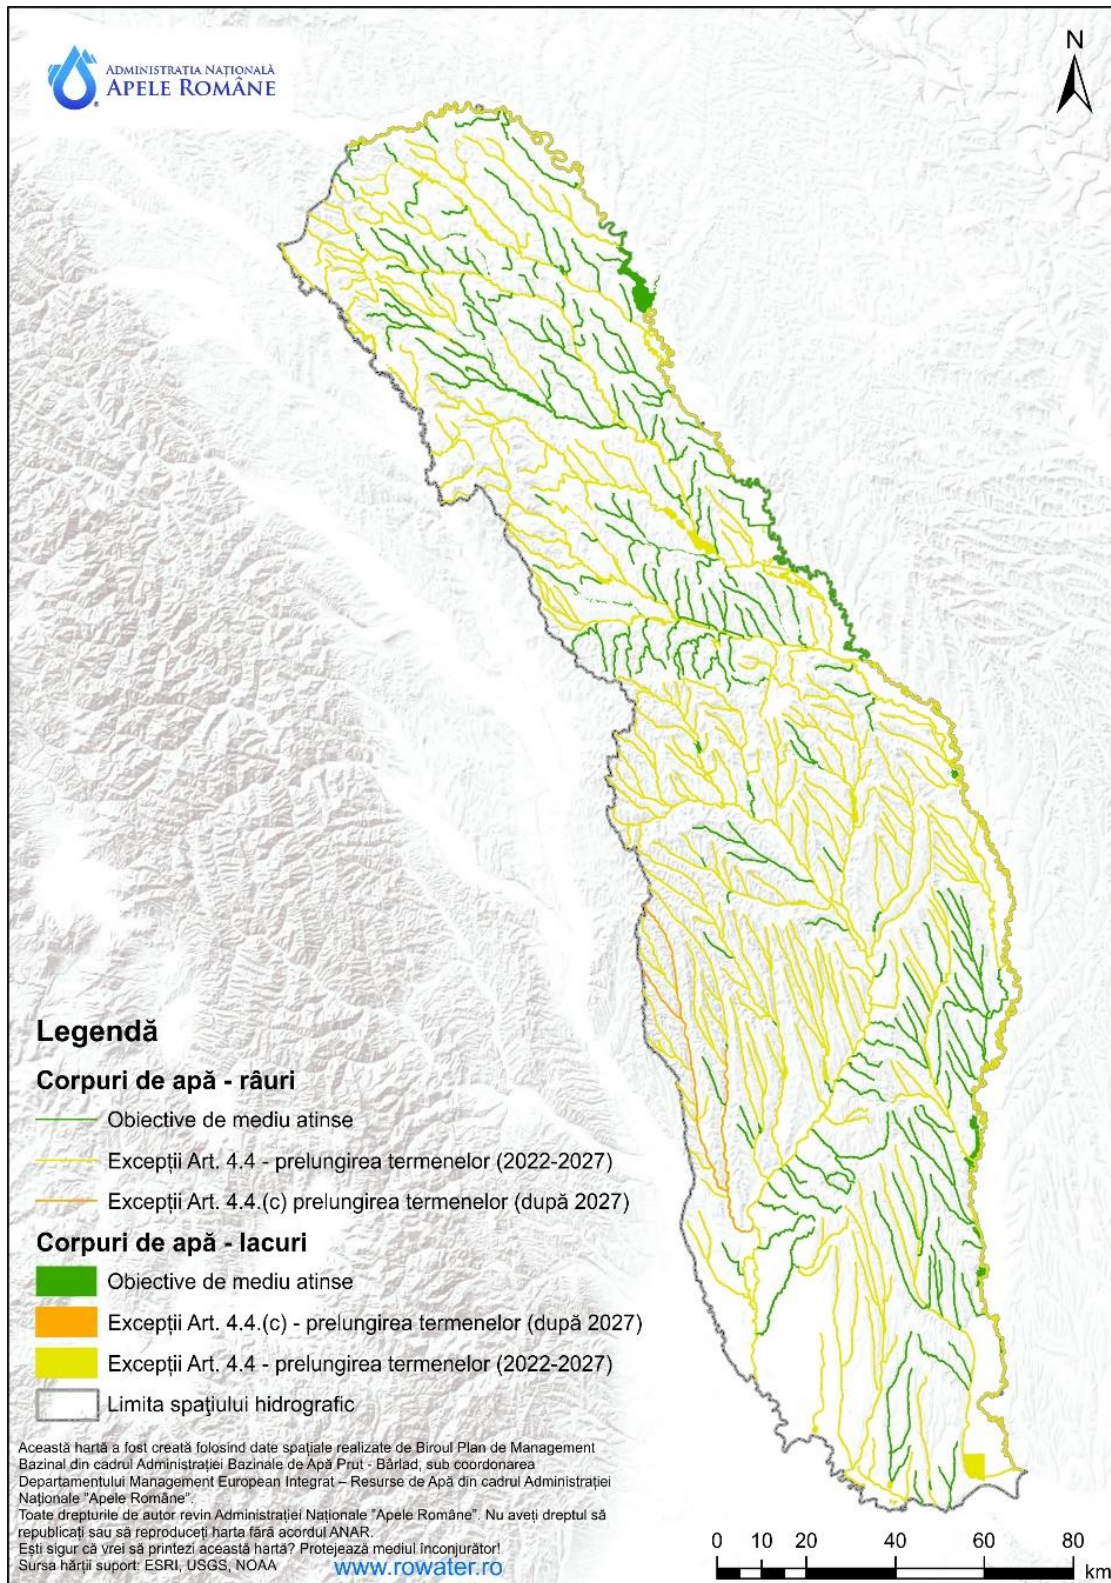 ADMINISTRAȚIA NAȚIONALĂ
APELE ROMÂNE
N
Legendă
Corpuri de apă - râuri
Obiective de mediu atinse
Excepții Art. 4.4 - prelungirea termenelor (2022-2027)
Excepții Art. 4.4.(c) prelungirea termenelor (după 2027)
Corpuri de apă - lacuri
Obiective de mediu atinse
Excepții Art. 4.4.(c) - prelungirea termenelor (după 2027)
Excepții Art. 4.4 - prelungirea termenelor (2022-2027)
Limita spaţiului hidrografic
Această hartă a fost creată folosind date spațiale realizate de Biroul Plan de Management
Bazinal din cadrul Administrației Bazinale de Apă Prut - Bârlad, sub coordonarea
Departamentului Management European Integrat – Resurse de Apă din cadrul Administrației
Naționale "Apele Române".
Toate drepturile de autor revin Administrației Naționale "Apele Române". Nu aveți dreptul să
republicați sau să reproduceți harta fără acordul ANAR.
Ești sigur că vrei să printezi această hartă? Protejează mediul înconjurător!
Sursa hărții suport: ESRI, USGS, NOAA
www.rowater.ro
0 10 20 40 60 80
km